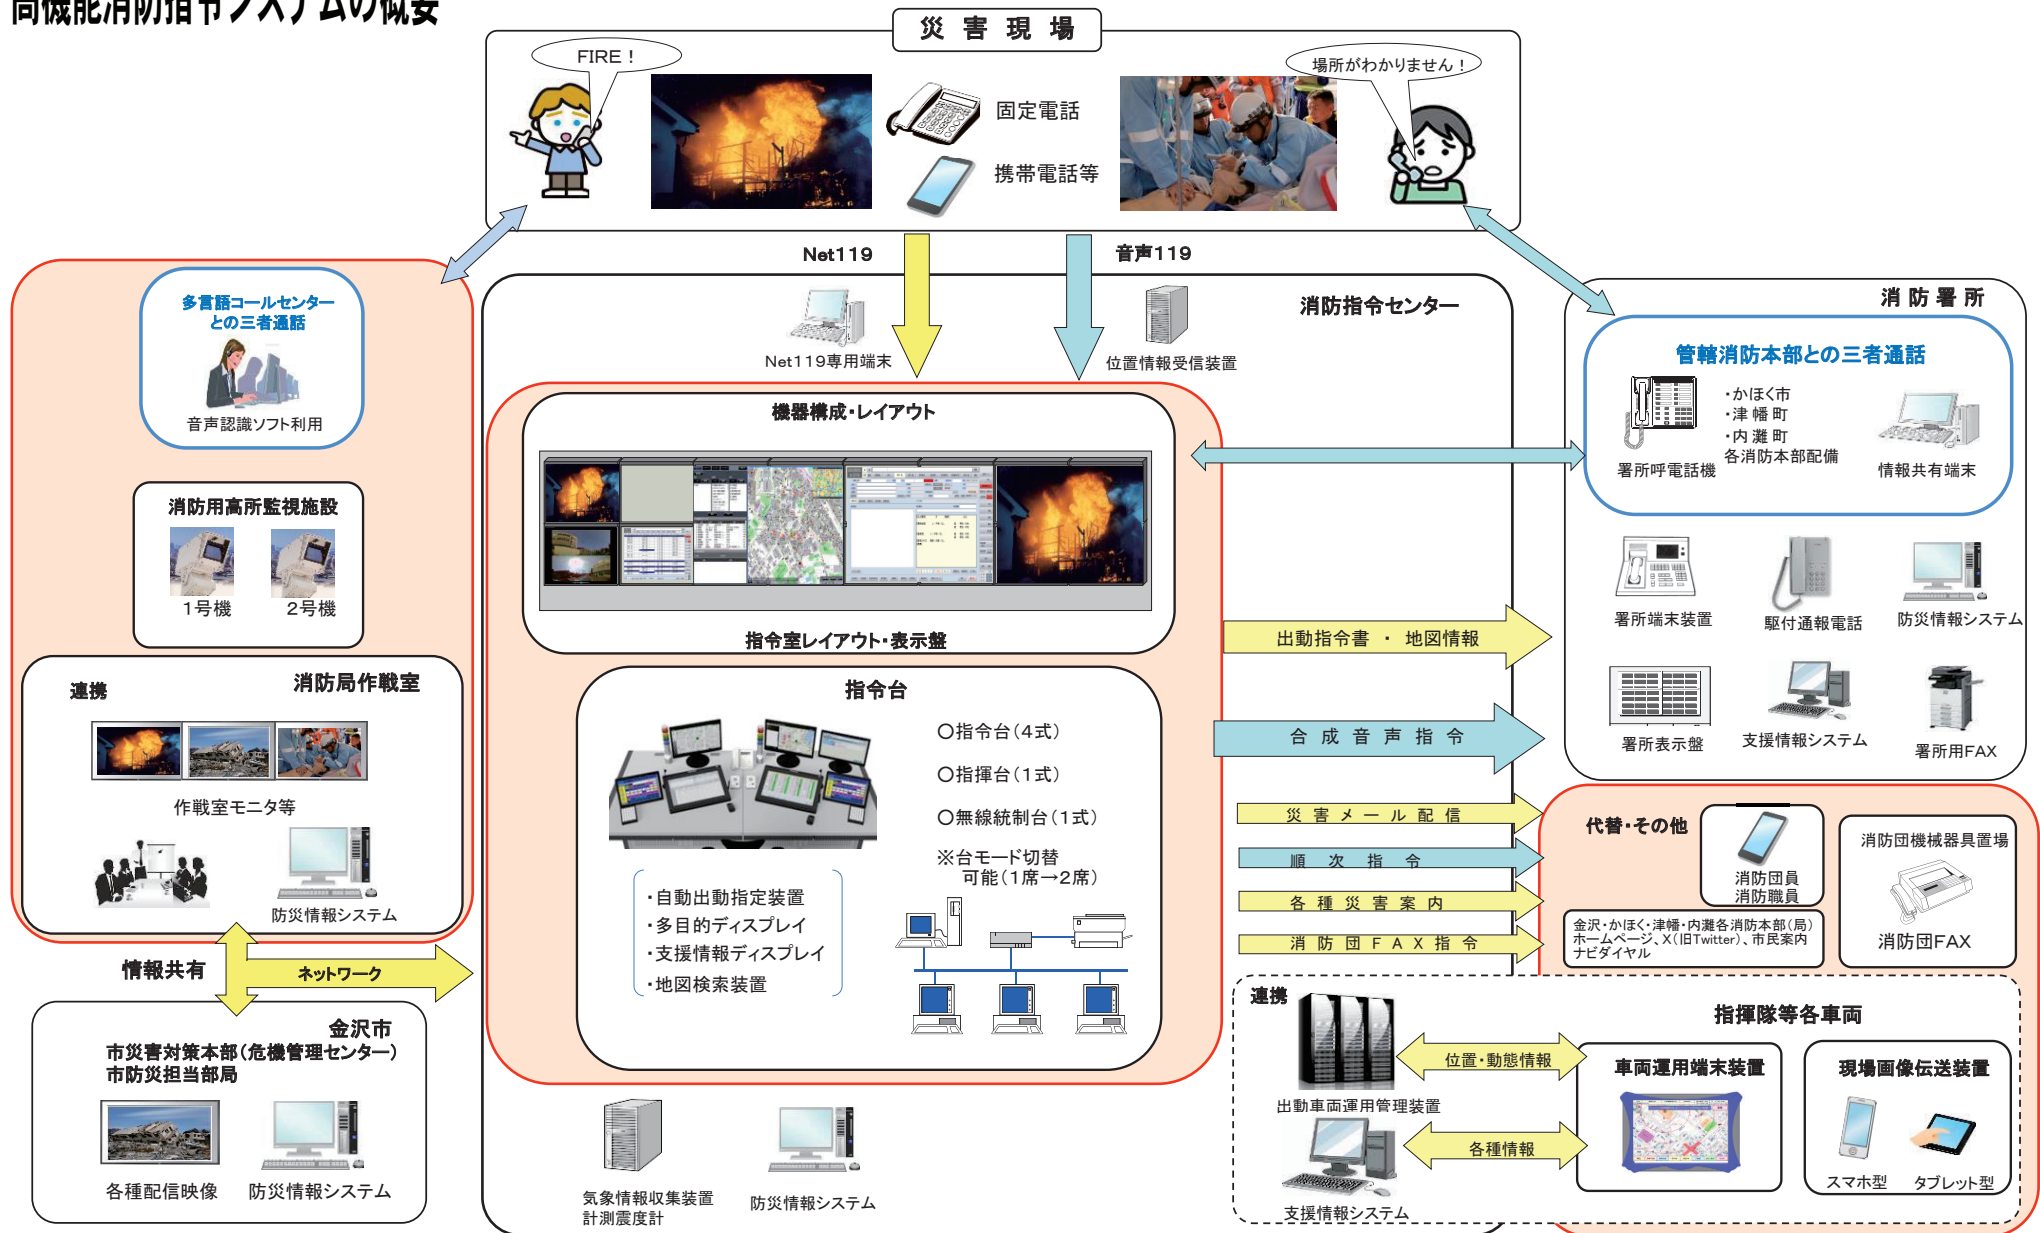 高機能消防指令システムの概要
災害現場
FIRE！
固定電話
携帯電話等
場所がわかりません！
Net119
音声119
多言語コールセンター
との三者通話
音声認識ソフト利用
消防用高所監視施設
1号機
2号機
連携
消防局作戦室
作戦室モニタ等
防災情報システム
情報共有
ネットワーク
金沢市
市災害対策本部（危機管理センター）
市防災担当部局
各種配信映像
防災情報システム
消防指令センター
Net119専用端末
位置情報受信装置
機器構成・レイアウト
指令室レイアウト・表示盤
指令台
〇指令台（4式）
〇指揮台（1式）
〇無線統制台（1式）
※台モード切替
可能（1席→2席）
・自動出動指定装置
・多目的ディスプレイ
・支援情報ディスプレイ
・地図検索装置
気象情報収集装置
計測震度計
防災情報システム
出動指令書 ・ 地図情報
合成音声指令
災害メール配信
順次指令
各種災害案内
消防団FAX指令
消防署所
管轄消防本部との三者通話
署所呼電話機
・かほく市
・津幡町
・内灘町
各消防本部配備
情報共有端末
署所端末装置
駆付通報電話
防災情報システム
署所表示盤
支援情報システム
署所用FAX
代替・その他
消防団員
消防職員
消防団機械器具置場
消防団FAX
金沢・かほく・津幡・内灘各消防本部（局）
ホームページ、X（旧Twitter）、市民案内
ナビダイヤル
連携
指揮隊等各車両
出動車両運用管理装置
位置・動態情報
各種情報
支援情報システム
車両運用端末装置
現場画像伝送装置
スマホ型
タブレット型